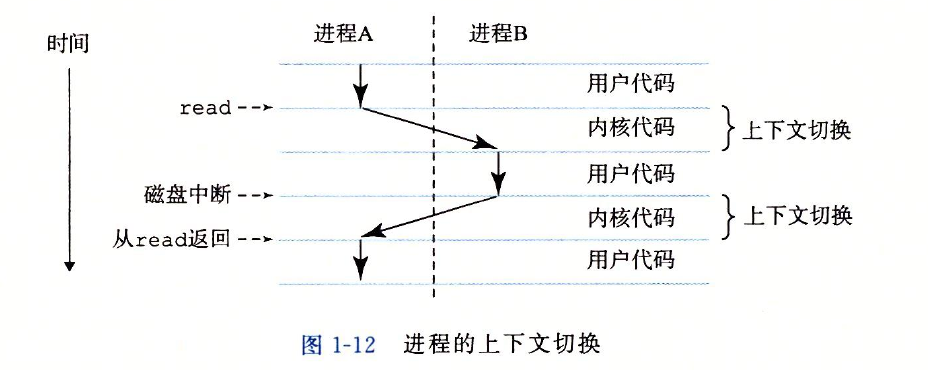 进程A 进程B
时间
用户代码
read
内核代码 上下文切换
用户代码
磁盘中断
内核代码 上下文切换
从read返回
用户代码
图 1-12 进程的上下文切换